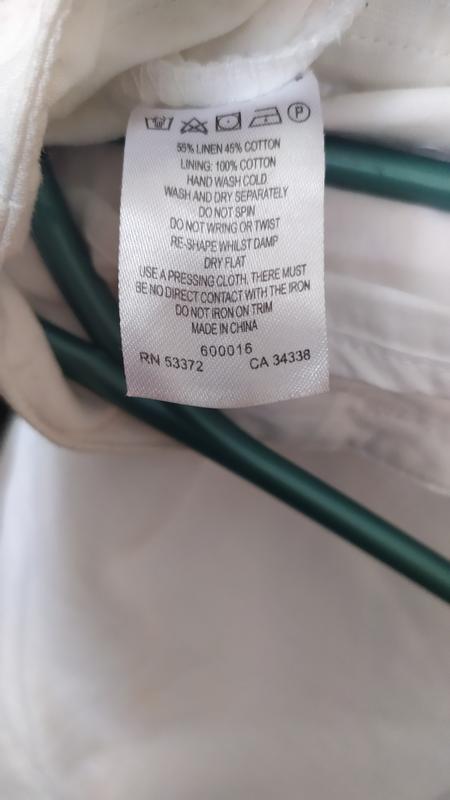 P
55% LINEN 45% COTTON
LINING: 100% COTTON
HAND WASH COLD
WASH AND DRY SEPARATELY
DO NOT SPIN
DO NOT WRING OR TWIST
RE-SHAPE WHILST DAMP
DRY FLAT
USE A PRESSING CLOTH. THERE MUST
BE NO DIRECT CONTACT WITH THE IRON
DO NOT IRON ON TRIM
MADE IN CHINA
600016
RN 53372 CA 34338